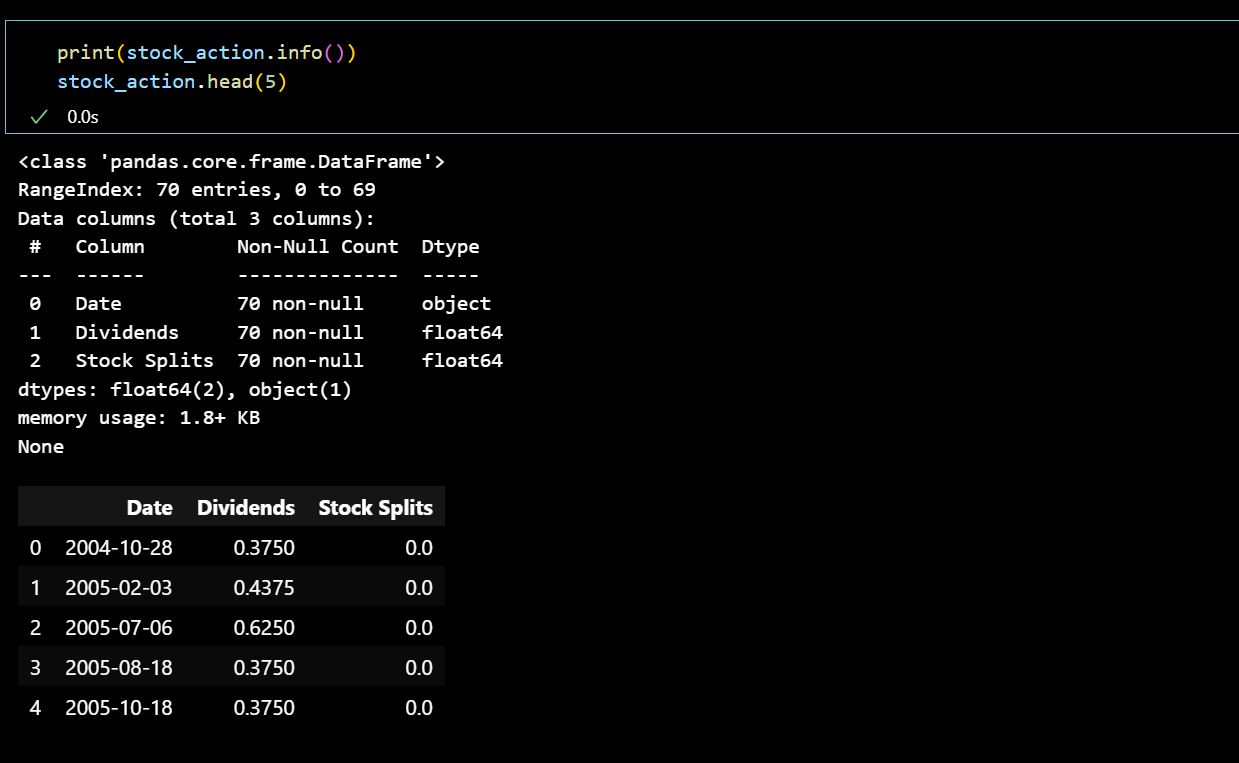 print(stock_action.info())
stock_action.head(5)
0.0s
<class 'pandas.core.frame.DataFrame'>
RangeIndex: 70 entries, 0 to 69
Data columns (total 3 columns):
 #   Column        Non-Null Count  Dtype
---  ------        --------------  -----
 0   Date          70 non-null     object
 1   Dividends     70 non-null     float64
 2   Stock Splits  70 non-null     float64
dtypes: float64(2), object(1)
memory usage: 1.8+ KB
None
Date Dividends Stock Splits
0 2004-10-28 0.3750 0.0
1 2005-02-03 0.4375 0.0
2 2005-07-06 0.6250 0.0
3 2005-08-18 0.3750 0.0
4 2005-10-18 0.3750 0.0